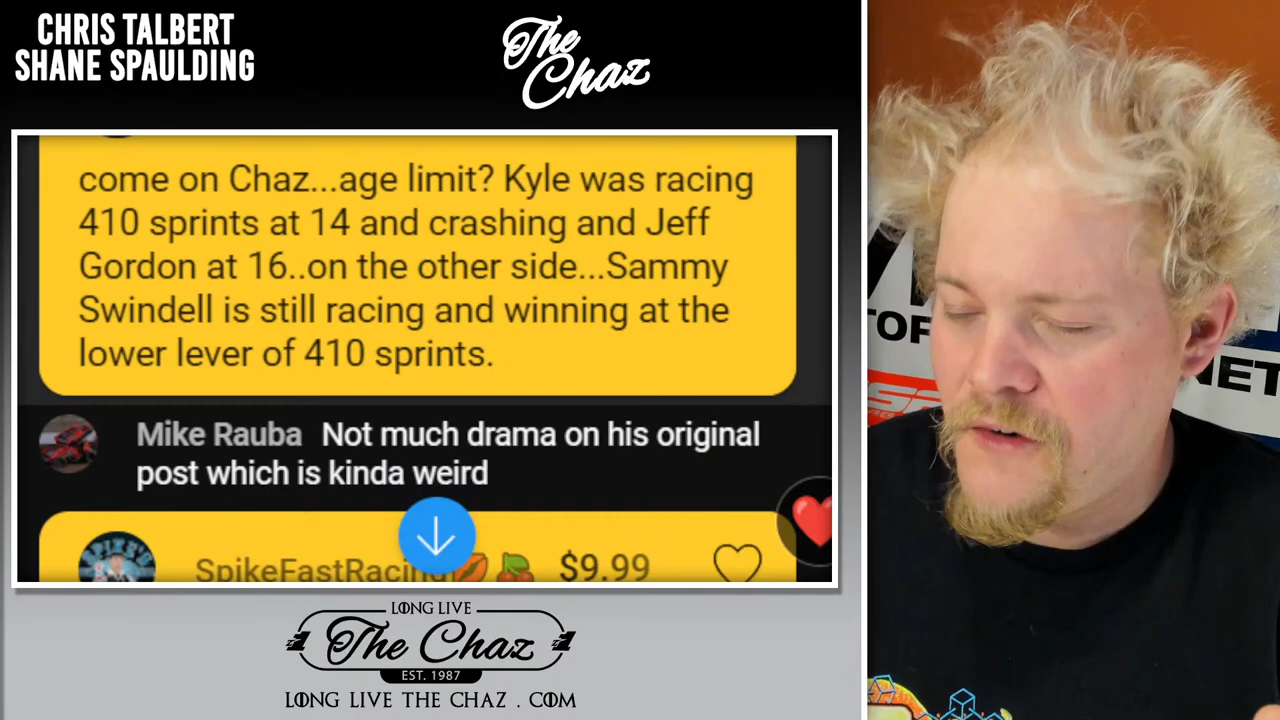 CHRIS TALBERT
SHANE SPAULDING
The
Chaz
come on Chaz...age limit? Kyle was racing
410 sprints at 14 and crashing and Jeff
Gordon at 16..on the other side...Sammy
Swindell is still racing and winning at the
lower lever of 410 sprints.
Mike Rauba Not much drama on his original
post which is kinda weird
SpikeFastRacing $9.99
LONG LIVE
The Chaz
EST. 1987
LONG LIVE THE CHAZ . COM